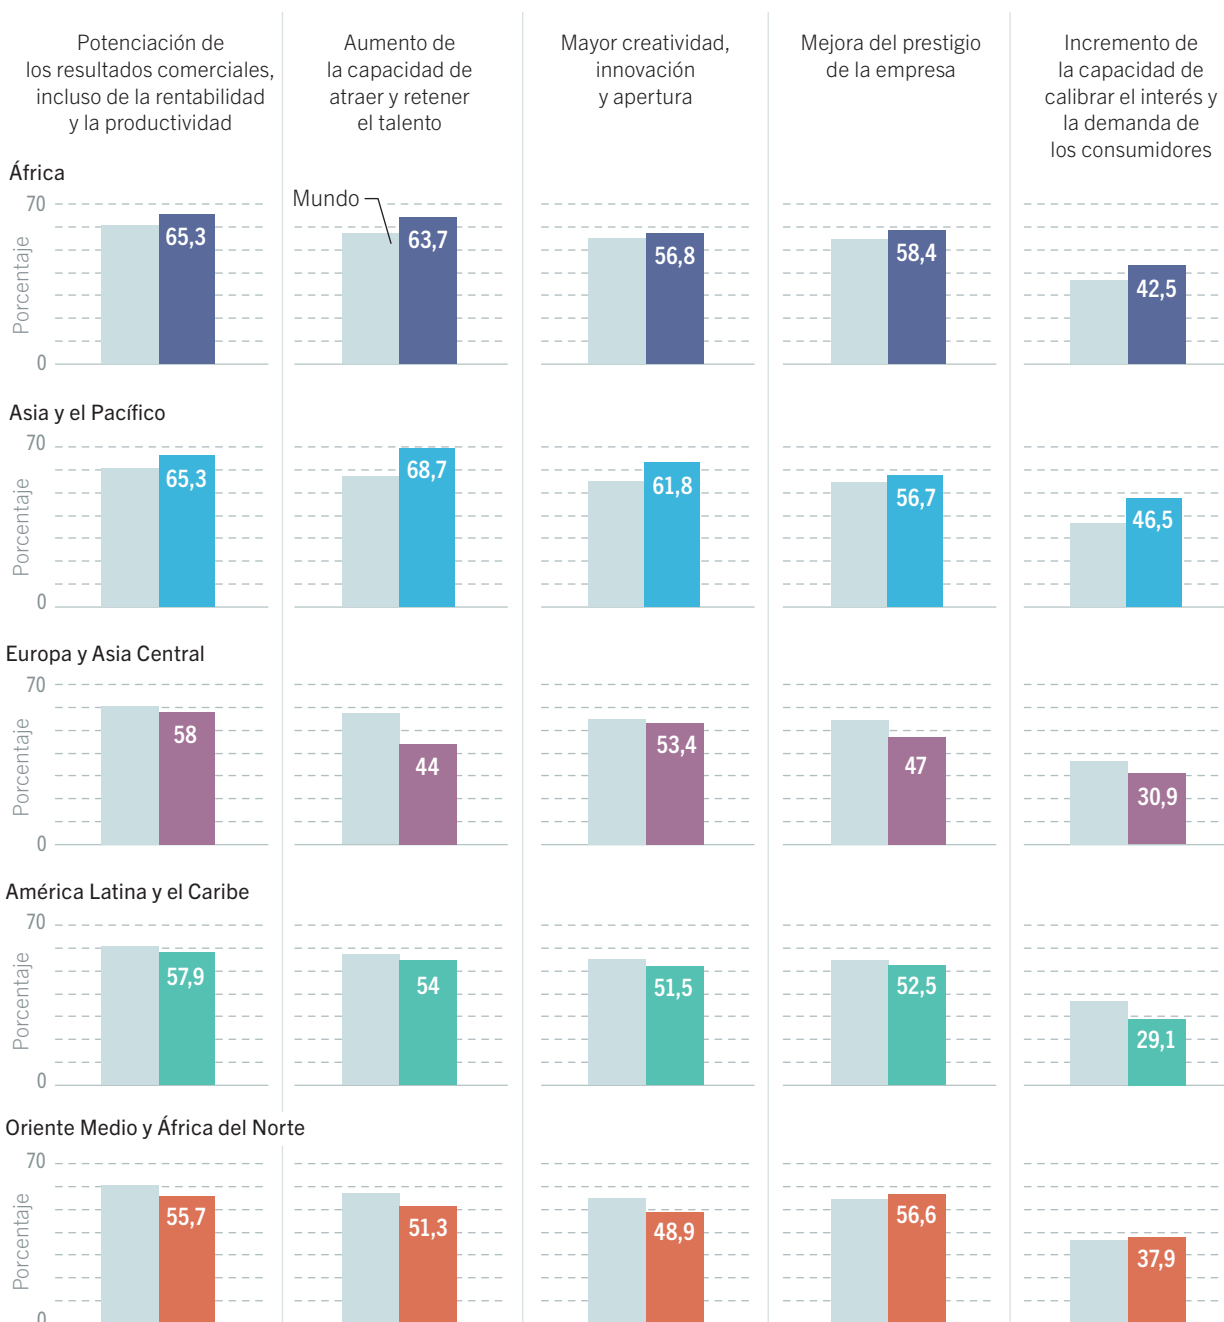 Potenciación de
los resultados comerciales,
incluso de la rentabilidad
y la productividad
Aumento de
la capacidad de
atraer y retener
el talento
Mayor creatividad,
innovación
y apertura
Mejora del prestigio
de la empresa
Incremento de
la capacidad de
calibrar el interés y
la demanda de
los consumidores
África
70
Porcentaje
0
Mundo
65,3
63,7
56,8
58,4
42,5
Asia y el Pacífico
70
Porcentaje
0
65,3
68,7
61,8
56,7
46,5
Europa y Asia Central
70
Porcentaje
0
58
44
53,4
47
30,9
América Latina y el Caribe
70
Porcentaje
0
57,9
54
51,5
52,5
29,1
Oriente Medio y África del Norte
70
Porcentaje
0
55,7
51,3
48,9
56,6
37,9